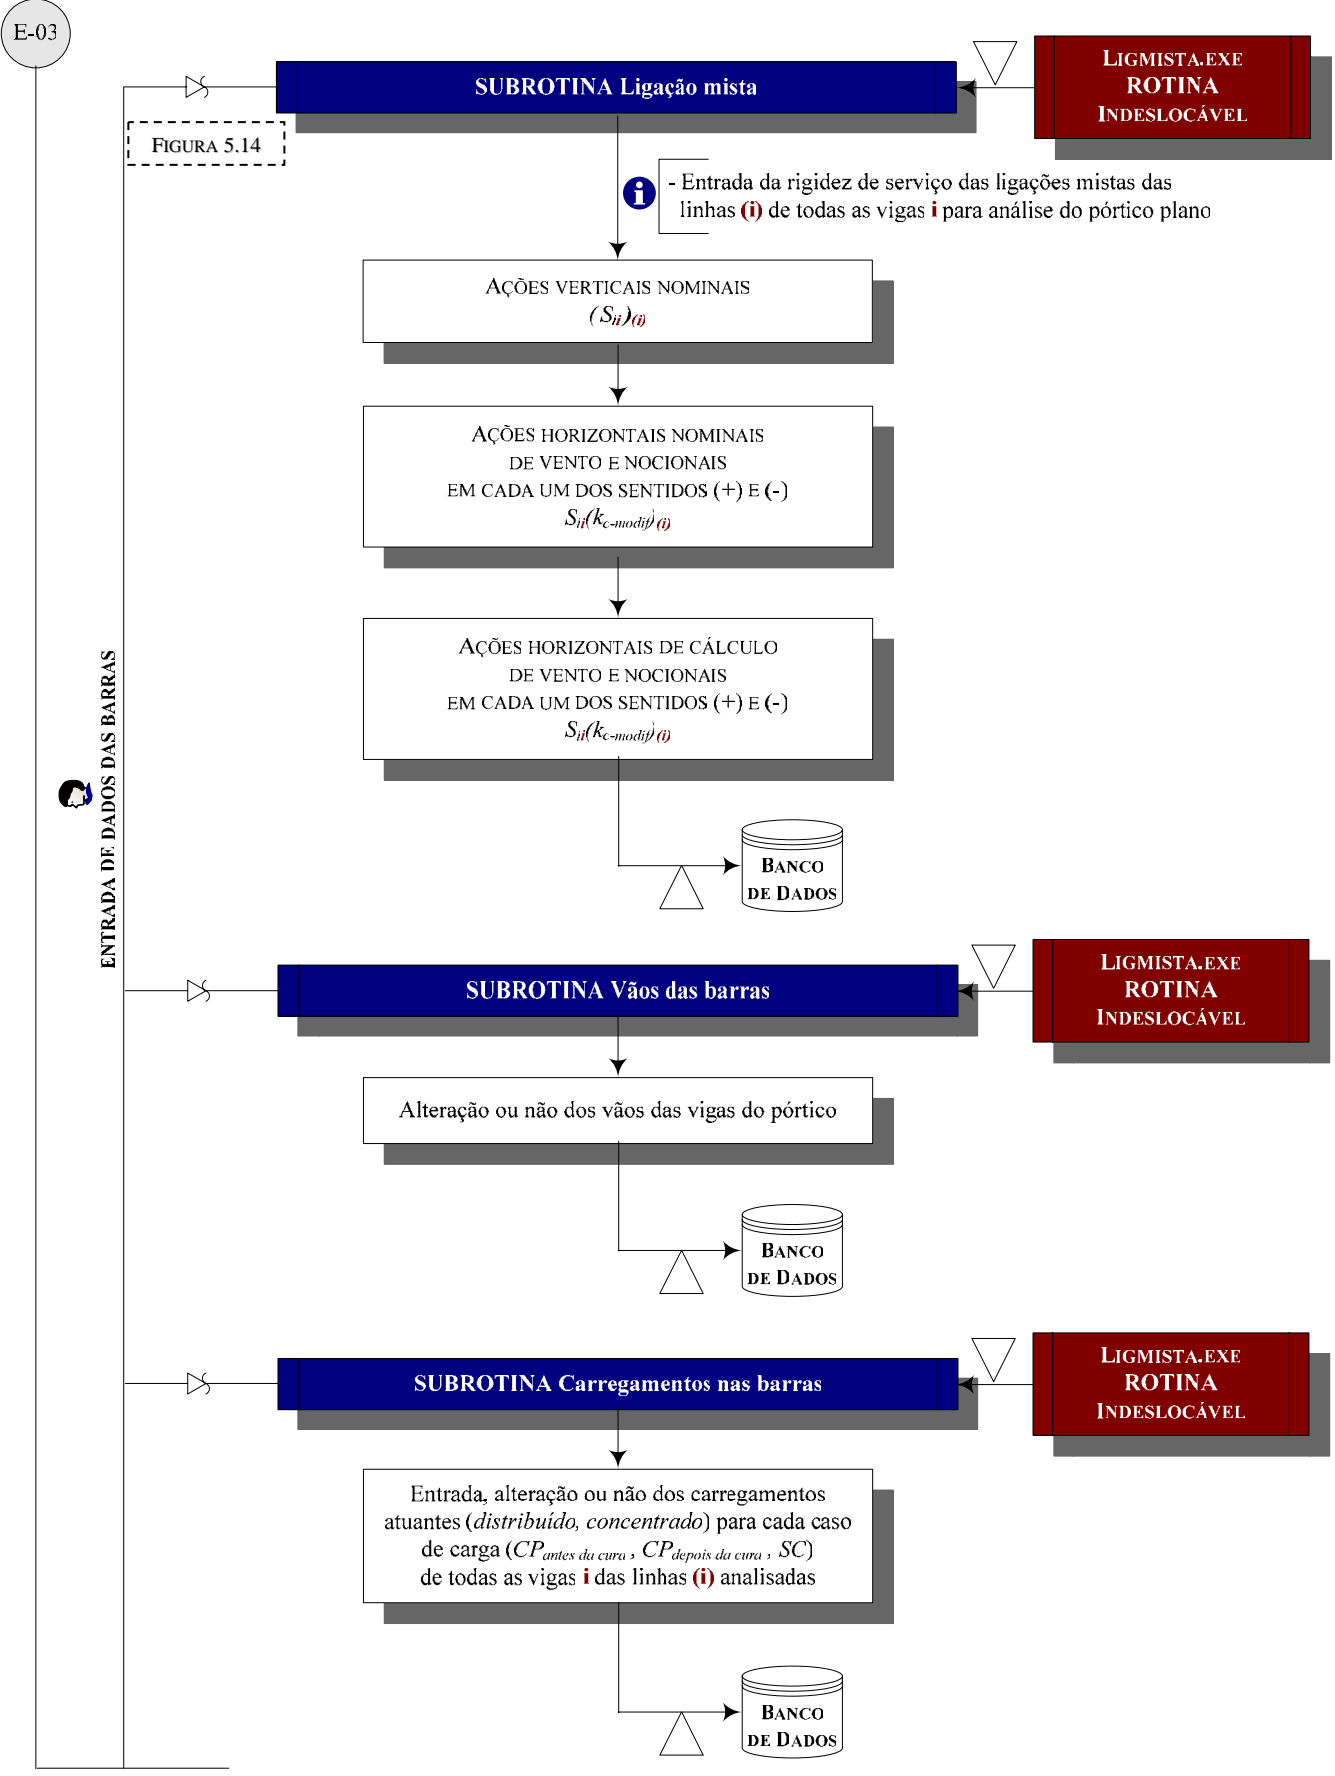 E-03
SUBROTINA Ligação mista
LIGMISTA.EXE
ROTINA
INDESLOCÁVEL
FIGURA 5.14
- Entrada da rigidez de serviço das ligações mistas das
linhas (i) de todas as vigas i para análise do pórtico plano
AÇÕES VERTICAIS NOMINAIS
(Sii)(i)
AÇÕES HORIZONTAIS NOMINAIS
DE VENTO E NOCIONAIS
EM CADA UM DOS SENTIDOS (+) E (-)
Sii(kc-modif)(i)
AÇÕES HORIZONTAIS DE CÁLCULO
DE VENTO E NOCIONAIS
EM CADA UM DOS SENTIDOS (+) E (-)
Sii(kc-modif)(i)
ENTRADA DE DADOS DAS BARRAS
BANCO
DE DADOS
SUBROTINA Vãos das barras
LIGMISTA.EXE
ROTINA
INDESLOCÁVEL
Alteração ou não dos vãos das vigas do pórtico
BANCO
DE DADOS
SUBROTINA Carregamentos nas barras
LIGMISTA.EXE
ROTINA
INDESLOCÁVEL
Entrada, alteração ou não dos carregamentos
atuantes (distribuído, concentrado) para cada caso
de carga (CPantes da cura , CPdepois da cura , SC)
de todas as vigas i das linhas (i) analisadas
BANCO
DE DADOS